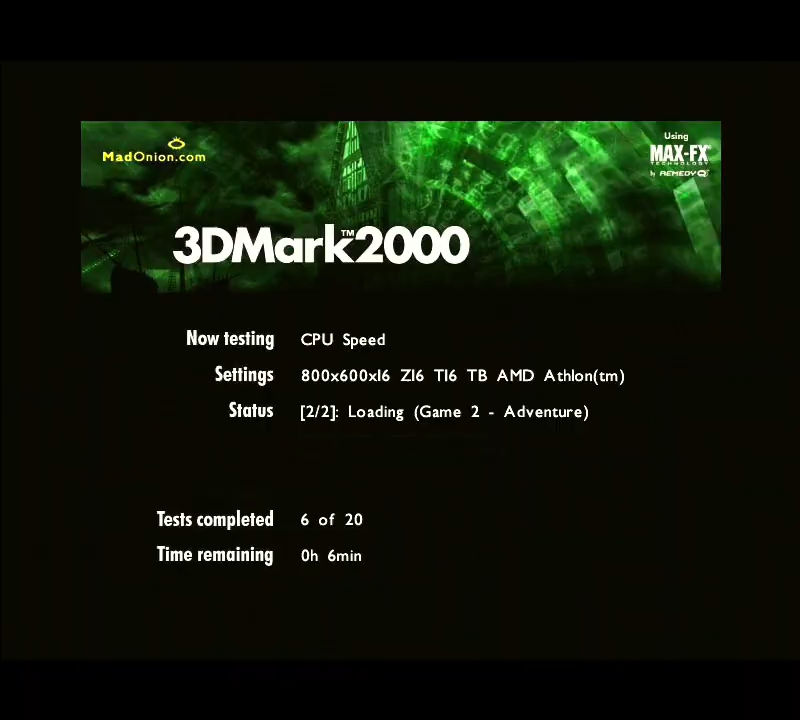 Using
MadOnion.com
MAX-FX
TECHNOLOGY
by REMEDY
3DMark™2000
Now testing CPU Speed
Settings 800x600x16 Z16 T16 TB AMD Athlon(tm)
Status [2/2]: Loading (Game 2 - Adventure)
Tests completed 6 of 20
Time remaining 0h 6min